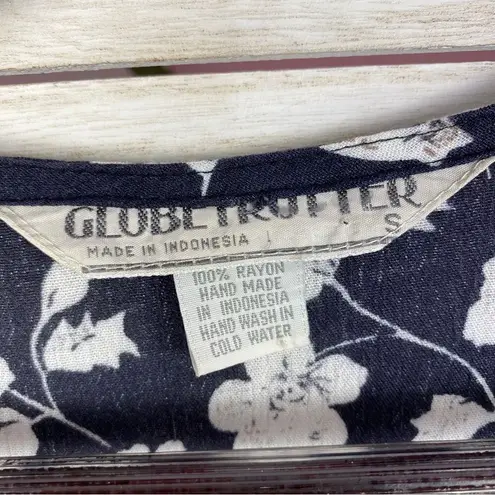 GLOBETROTTER
S
MADE IN INDONESIA
100% RAYON
HAND MADE
IN INDONESIA
HAND WASH IN
COLD WATER